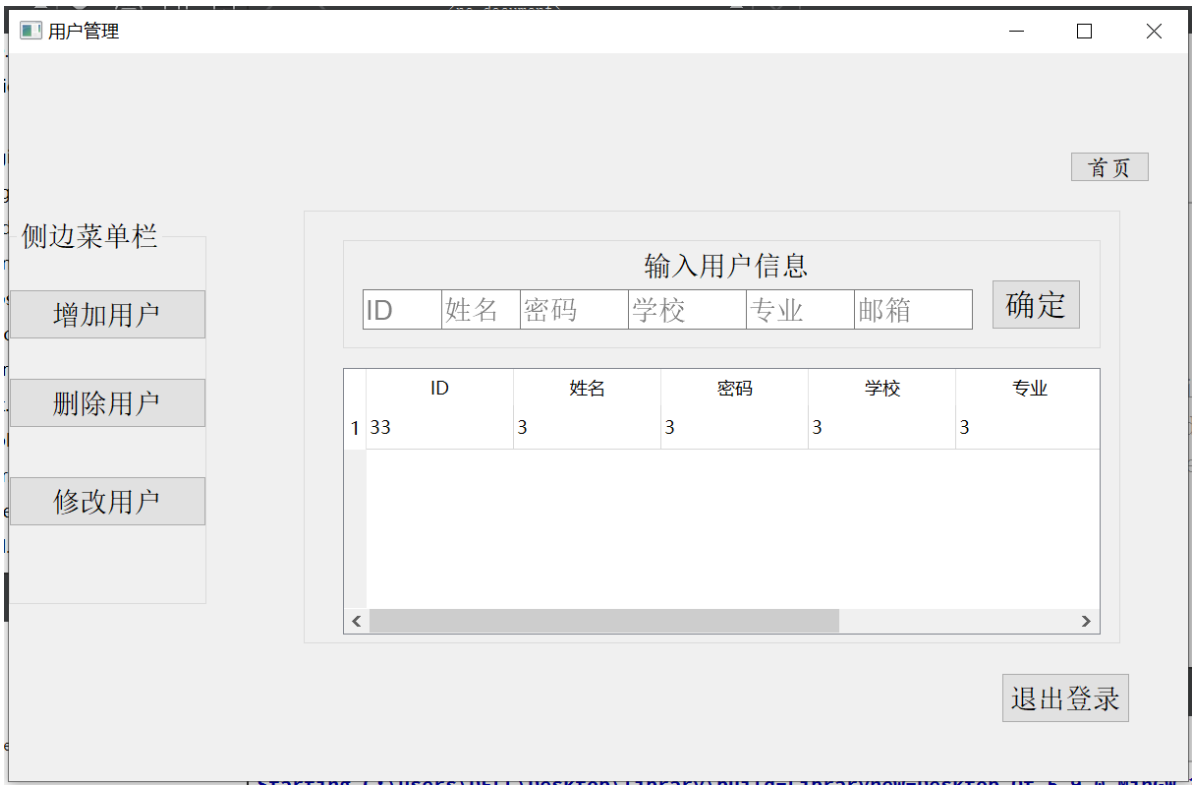 用户管理
首页
侧边菜单栏
增加用户
删除用户
修改用户
输入用户信息
ID 姓名 密码 学校 专业 邮箱
确定
ID 姓名 密码 学校 专业
1 33 3 3 3 3
退出登录